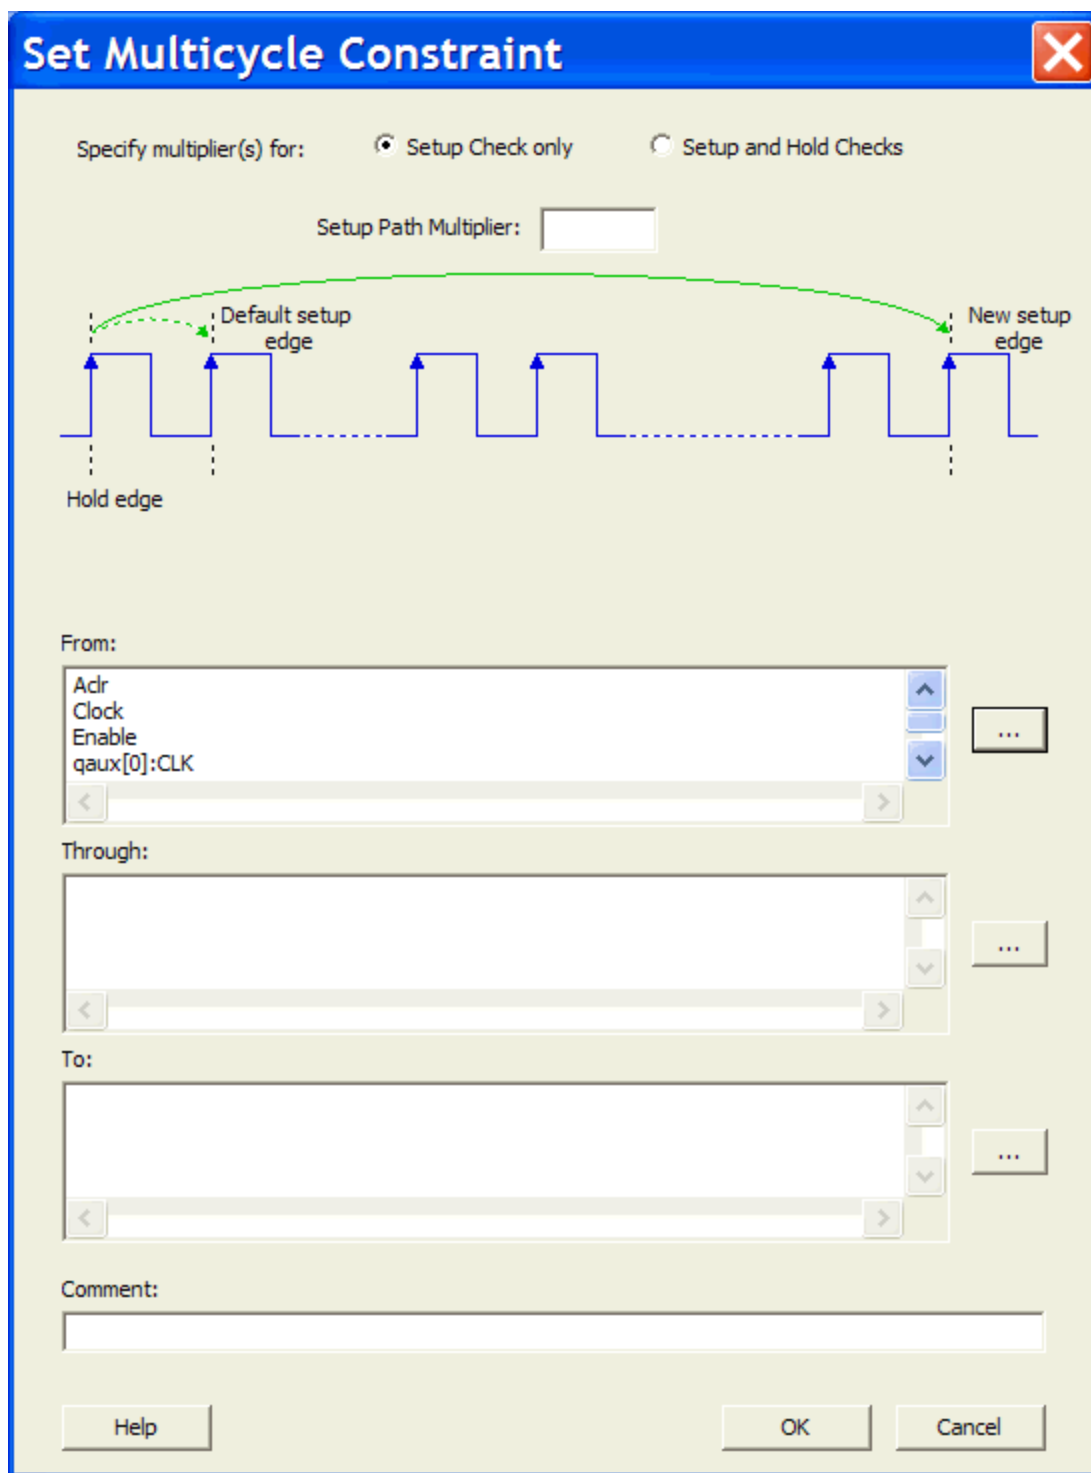 Set Multicycle Constraint
Specify multiplier(s) for:
Setup Check only
Setup and Hold Checks
Setup Path Multiplier:
Default setup
edge
New setup
edge
Hold edge
From:
Aclr
Clock
Enable
qaux[0]:CLK
...
Through:
...
To:
...
Comment:
Help
OK
Cancel